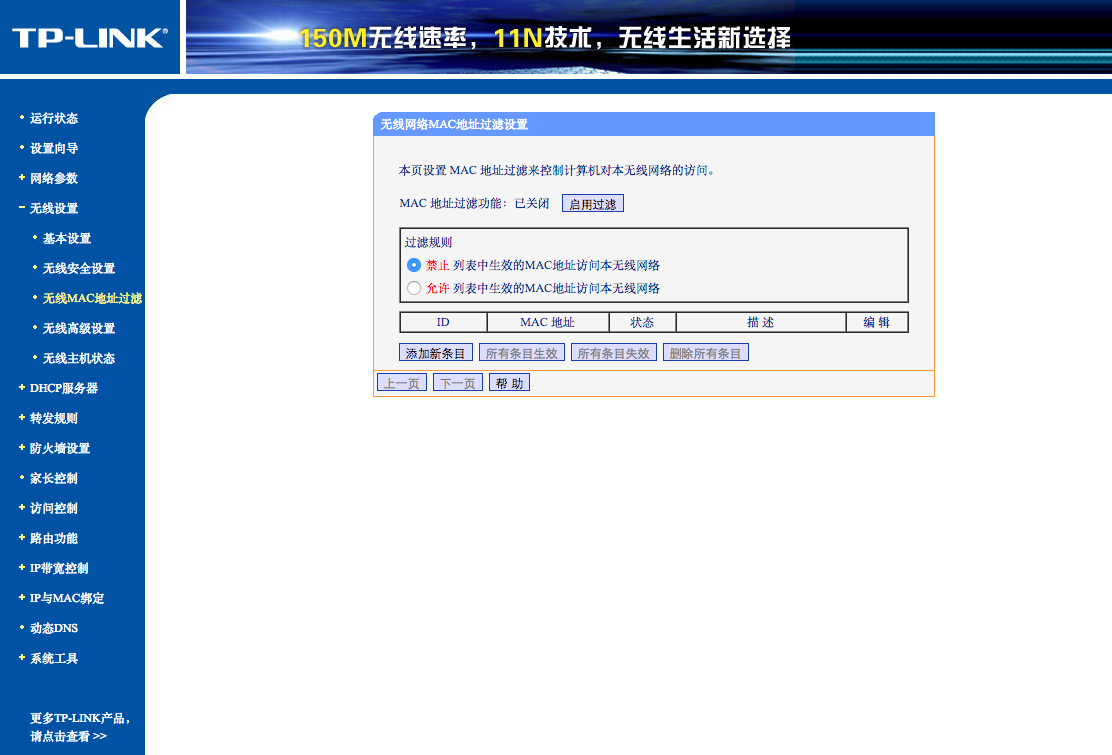 TP-LINK®
150M无线速率，11N技术，无线生活新选择
运行状态
设置向导
网络参数
无线设置
基本设置
无线安全设置
无线MAC地址过滤
无线高级设置
无线主机状态
DHCP服务器
转发规则
防火墙设置
家长控制
访问控制
路由功能
IP带宽控制
IP与MAC绑定
动态DNS
系统工具
更多TP-LINK产品，
请点击查看 >>
无线网络MAC地址过滤设置
本页设置 MAC 地址过滤来控制计算机对本无线网络的访问。
MAC 地址过滤功能：已关闭 启用过滤
过滤规则
禁止 列表中生效的MAC地址访问本无线网络
允许 列表中生效的MAC地址访问本无线网络
ID MAC 地址 状态 描 述 编 辑
添加新条目 所有条目生效 所有条目失效 删除所有条目
上一页 下一页 帮 助